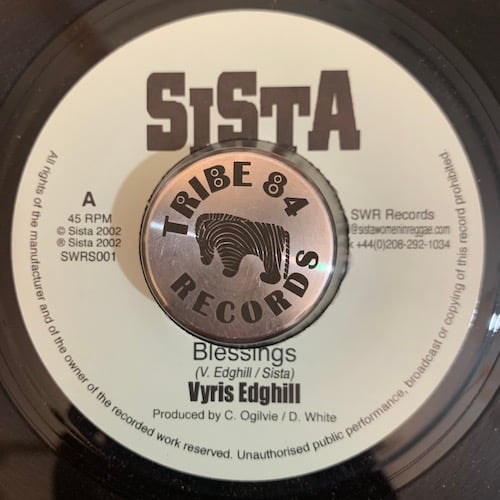 SISTA
A
45 RPM
© Sista 2002
℗ Sista 2002
SWRS001
TRIBE 84
RECORDS
SWR Records
@sistawomeninreggae.com
+44(0)208-292-1034
Blessings
(V. Edghill / Sista)
Vyris Edghill
Produced by C. Ogilvie / D. White
All rights of the manufacturer and of the owner of the recorded work reserved. Unauthorised public performance, broadcast or copying of this record prohibited.